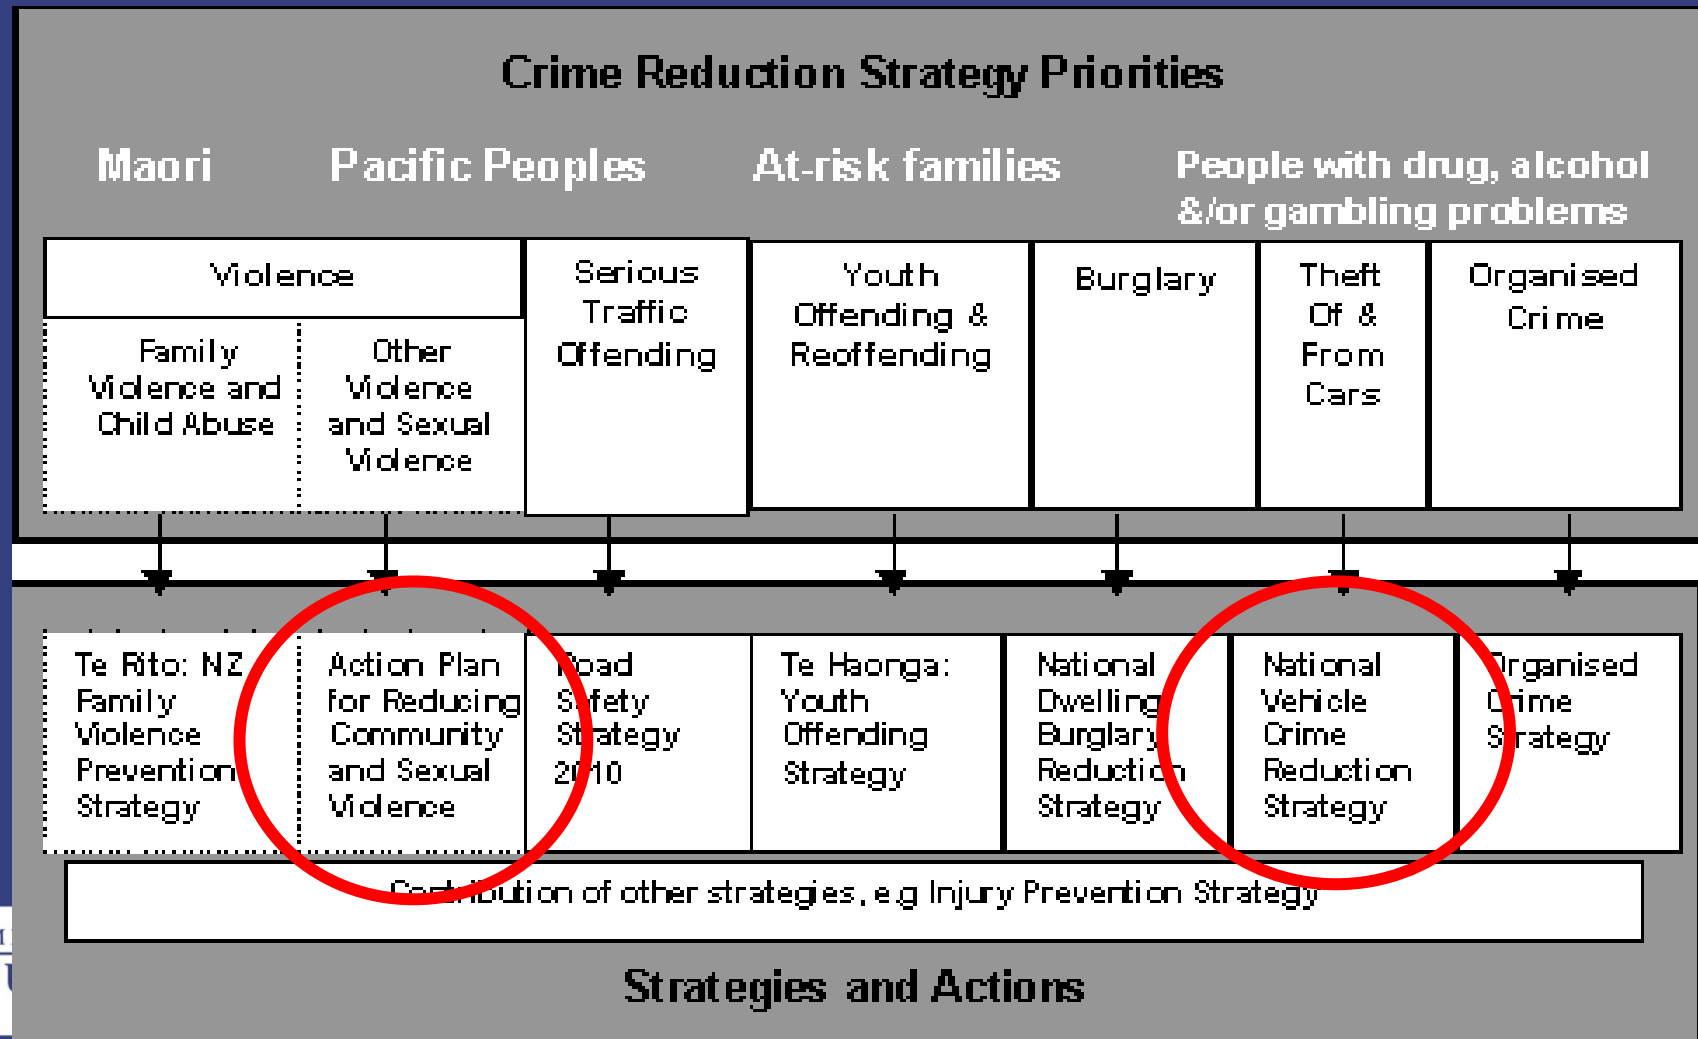 Crime Reduction Strategy Priorities
Maori
Pacific Peoples
At-risk families
People with drug, alcohol
&/or gambling problems
Violence
Family
Violence and
Child Abuse
Other
Violence
and Sexual
Violence
Serious
Traffic
Offending
Youth
Offending &
Reoffending
Burglary
Theft
Of &
From
Cars
Organised
Crime
Te Rito: NZ
Family
Violence
Prevention
Strategy
Action Plan
for Reducing
Community
and Sexual
Violence
Road
Safety
Strategy
2010
Te Haonga:
Youth
Offending
Strategy
National
Dwelling
Burglary
Reduction
Strategy
National
Vehicle
Crime
Reduction
Strategy
Organised
Crime
Strategy
Contribution of other strategies, e.g Injury Prevention Strategy
Strategies and Actions